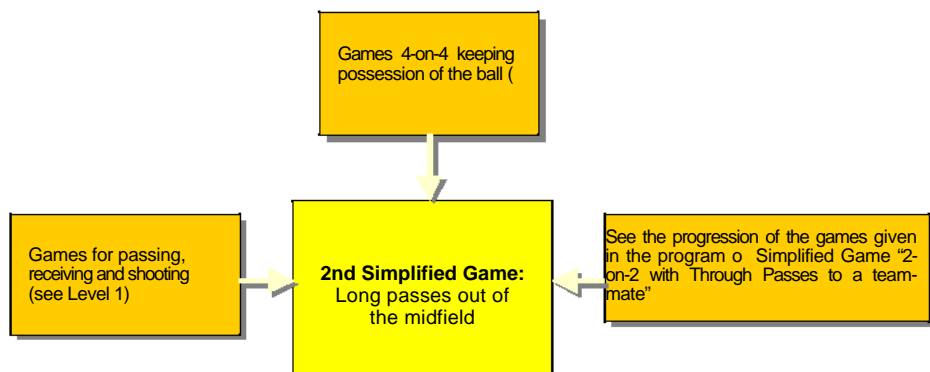 Games 4-on-4 keeping
possession of the ball (
Games for passing,
receiving and shooting
(see Level 1)
2nd Simplified Game:
Long passes out of
the midfield
See the progression of the games given
in the program o Simplified Game “2-
on-2 with Through Passes to a team-
mate”